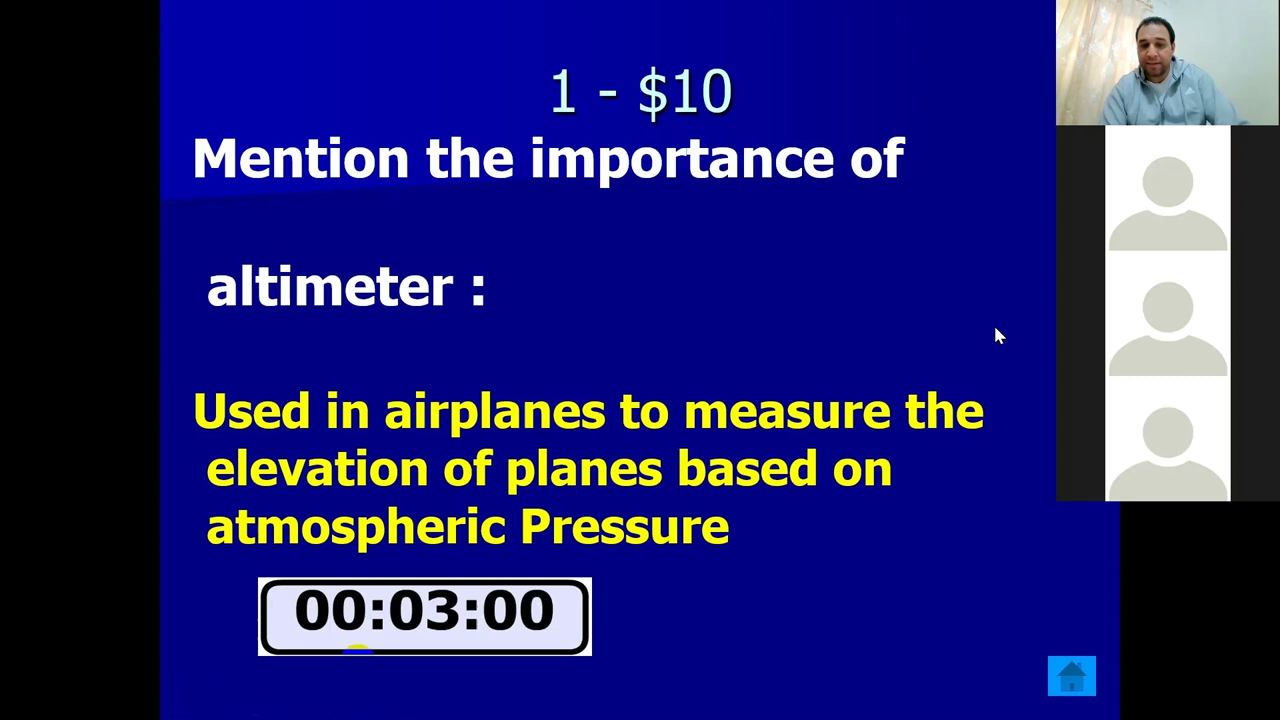 1 - $10
Mention the importance of
altimeter :
Used in airplanes to measure the
elevation of planes based on
atmospheric Pressure
00:03:00